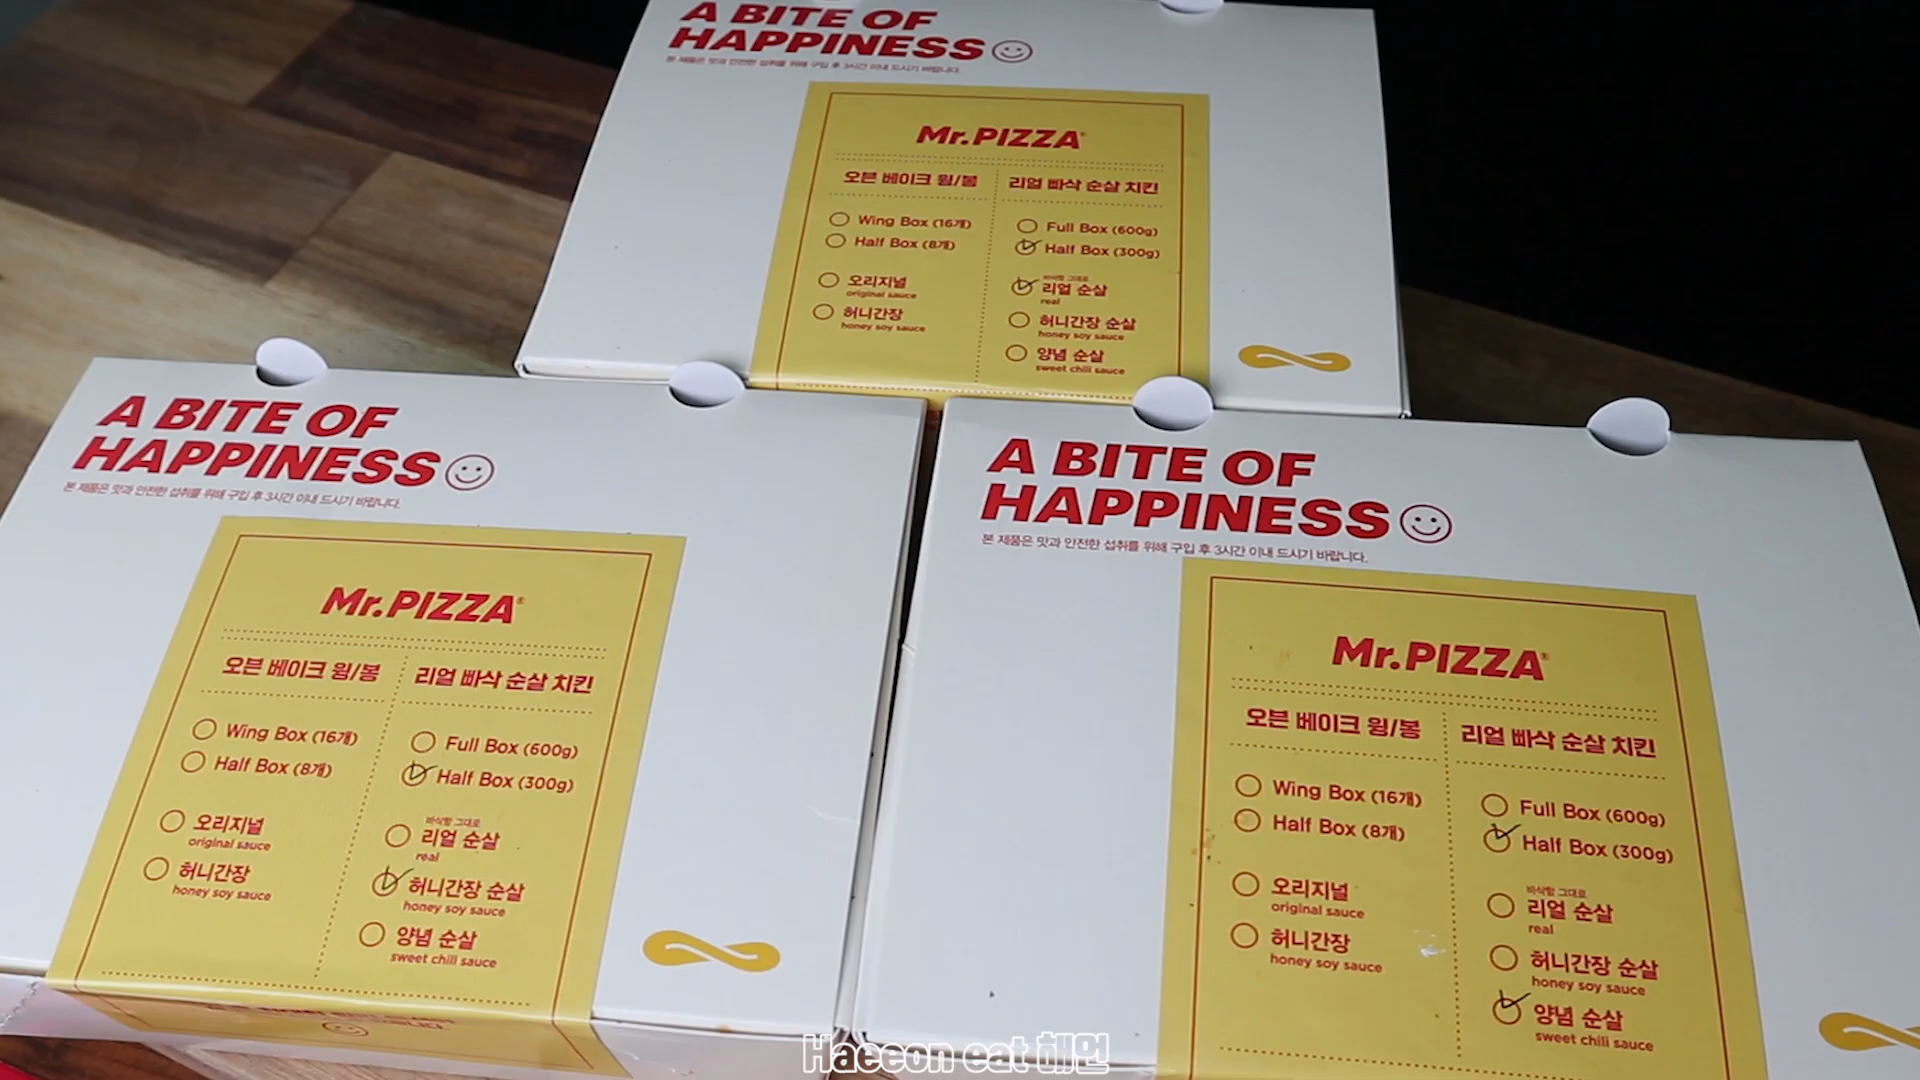 A BITE OF
HAPPINESS
본 제품은 맛과 안전한 섭취를 위해 구입 후 3시간 이내 드시기 바랍니다.
Mr.PIZZA
오븐 베이크 윙/봉
Wing Box (16개)
Half Box (8개)
오리지널
original sauce
허니간장
honey soy sauce
리얼 빠삭 순살 치킨
Full Box (600g)
Half Box (300g)
바삭함 그대로
리얼 순살
real
허니간장 순살
honey soy sauce
양념 순살
sweet chili sauce
A BITE OF
HAPPINESS
본 제품은 맛과 안전한 섭취를 위해 구입 후 3시간 이내 드시기 바랍니다.
Mr.PIZZA®
오븐 베이크 윙/봉
Wing Box (16개)
Half Box (8개)
오리지널
original sauce
허니간장
honey soy sauce
리얼 빠삭 순살 치킨
Full Box (600g)
Half Box (300g)
바삭함 그대로
리얼 순살
real
허니간장 순살
honey soy sauce
양념 순살
sweet chili sauce
A BITE OF
HAPPINESS
본 제품은 맛과 안전한 섭취를 위해 구입 후 3시간 이내 드시기 바랍니다.
Mr.PIZZA®
오븐 베이크 윙/봉
Wing Box (16개)
Half Box (8개)
오리지널
original sauce
허니간장
honey soy sauce
리얼 빠삭 순살 치킨
Full Box (600g)
Half Box (300g)
바삭함 그대로
리얼 순살
real
허니간장 순살
honey soy sauce
양념 순살
sweet chili sauce
Haeeon eat 해언